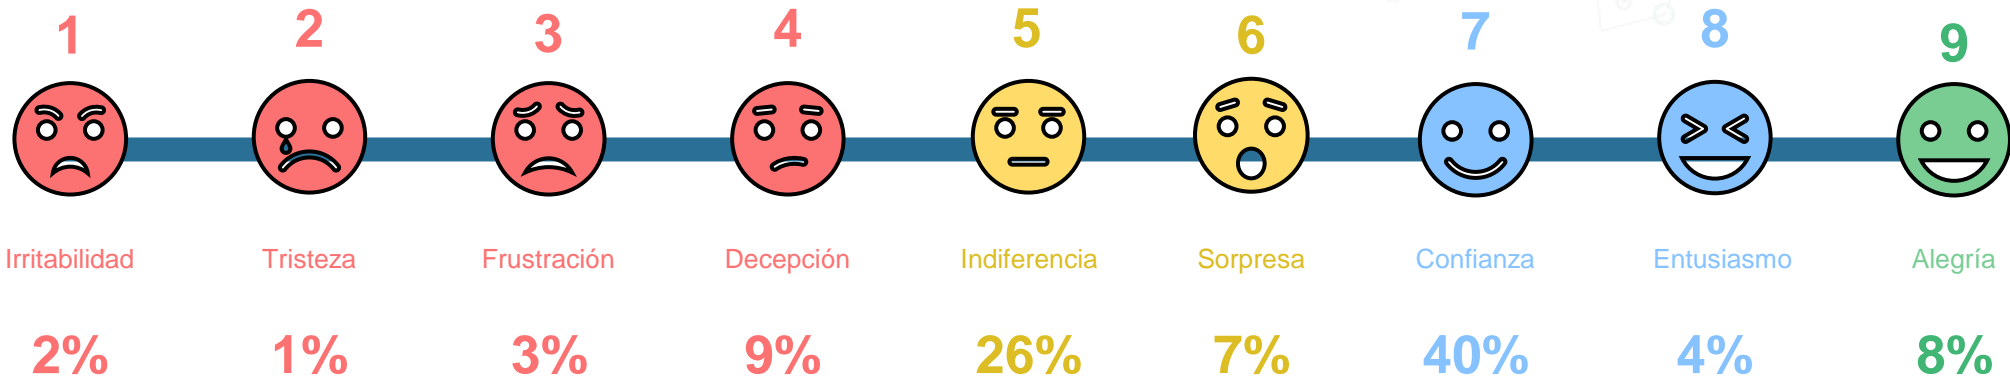 1 2 3 4 5 6 7 8 9
Irritabilidad Tristeza Frustración Decepción Indiferencia Sorpresa Confianza Entusiasmo Alegría
2% 1% 3% 9% 26% 7% 40% 4% 8%